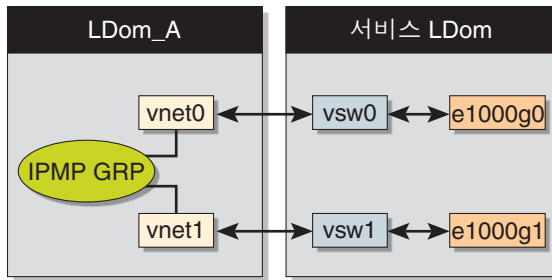 LDom_A
서비스 LDom
vnet0
vsw0
e1000g0
IPMP GRP
vnet1
vsw1
e1000g1